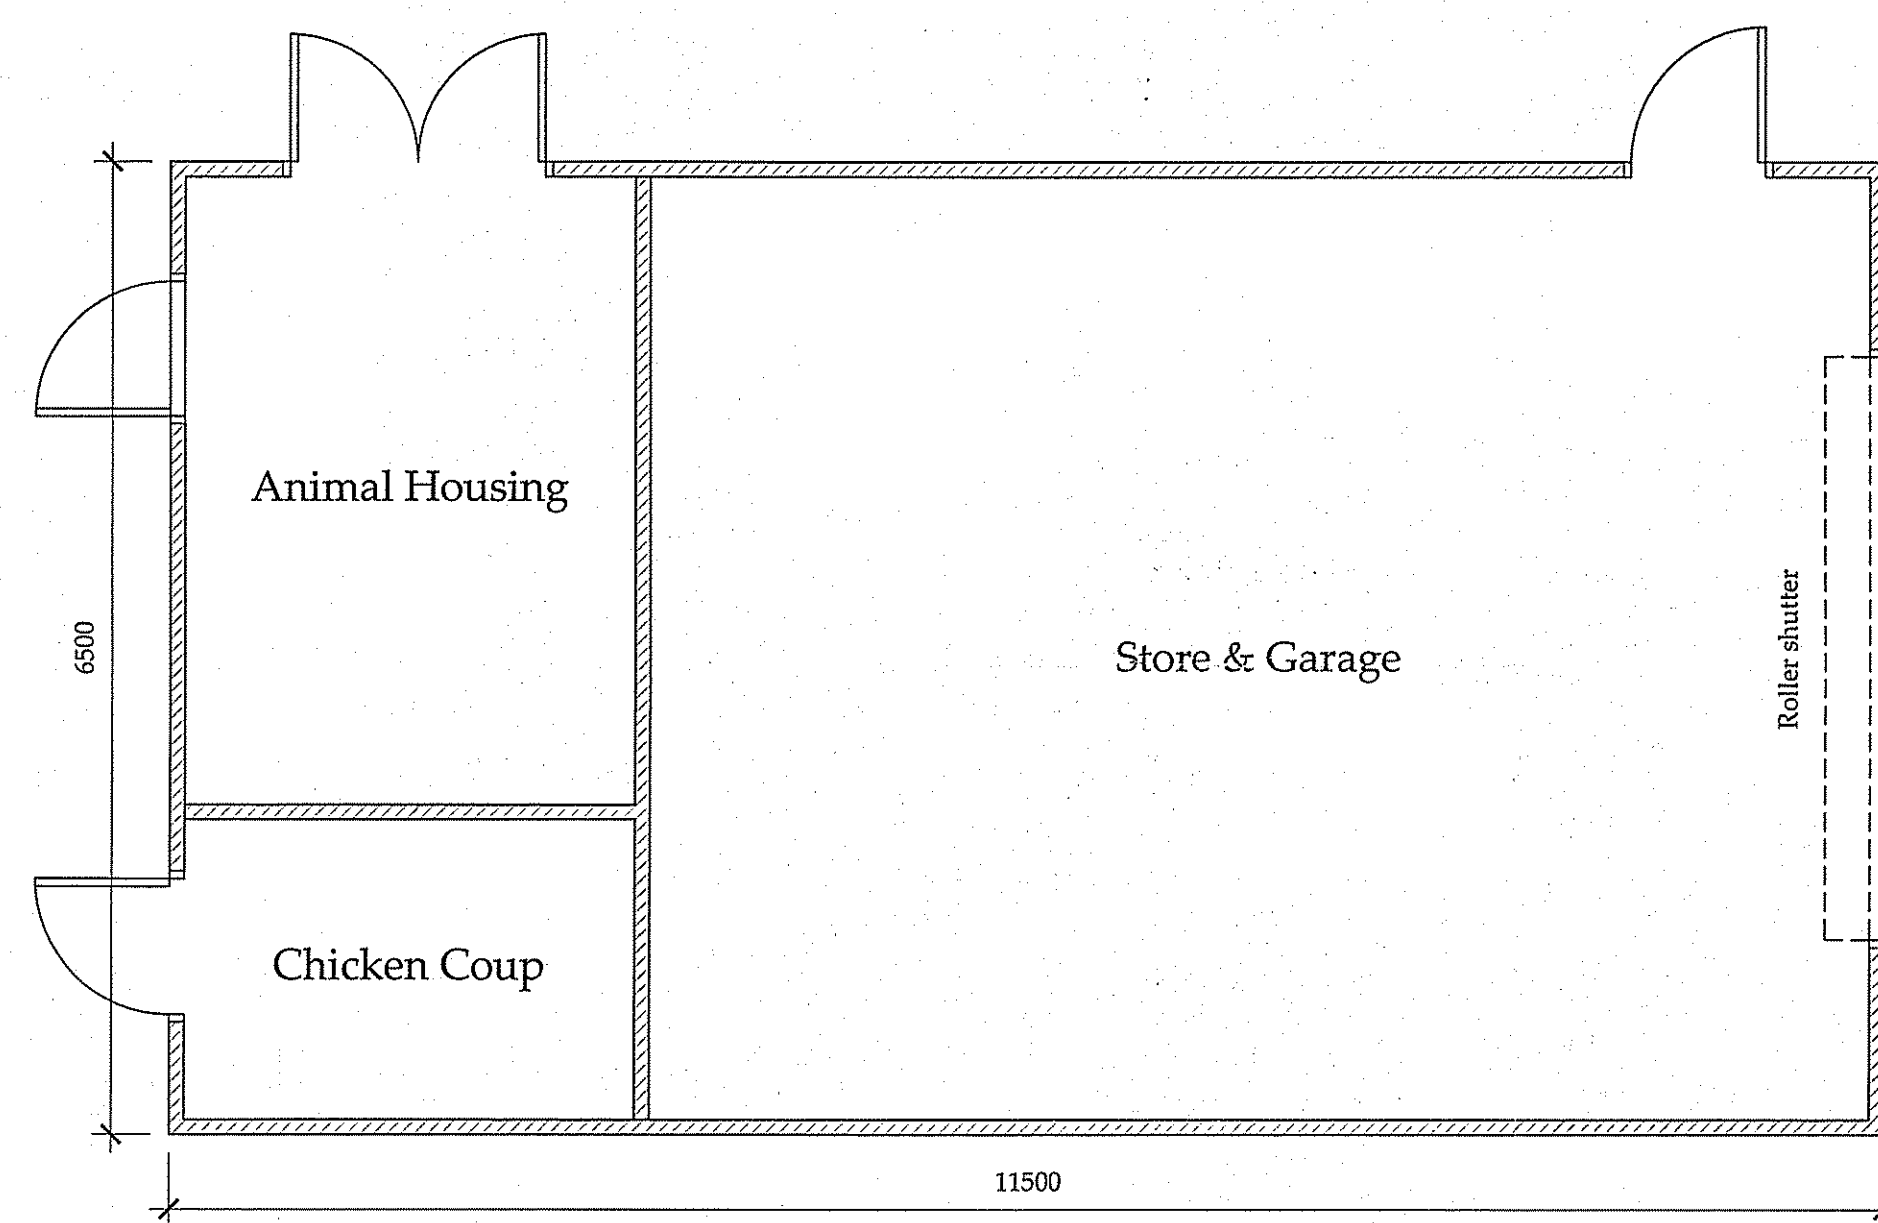 Animal Housing
6500
Roller shutter
Store & Garage
Chicken Coup
11500